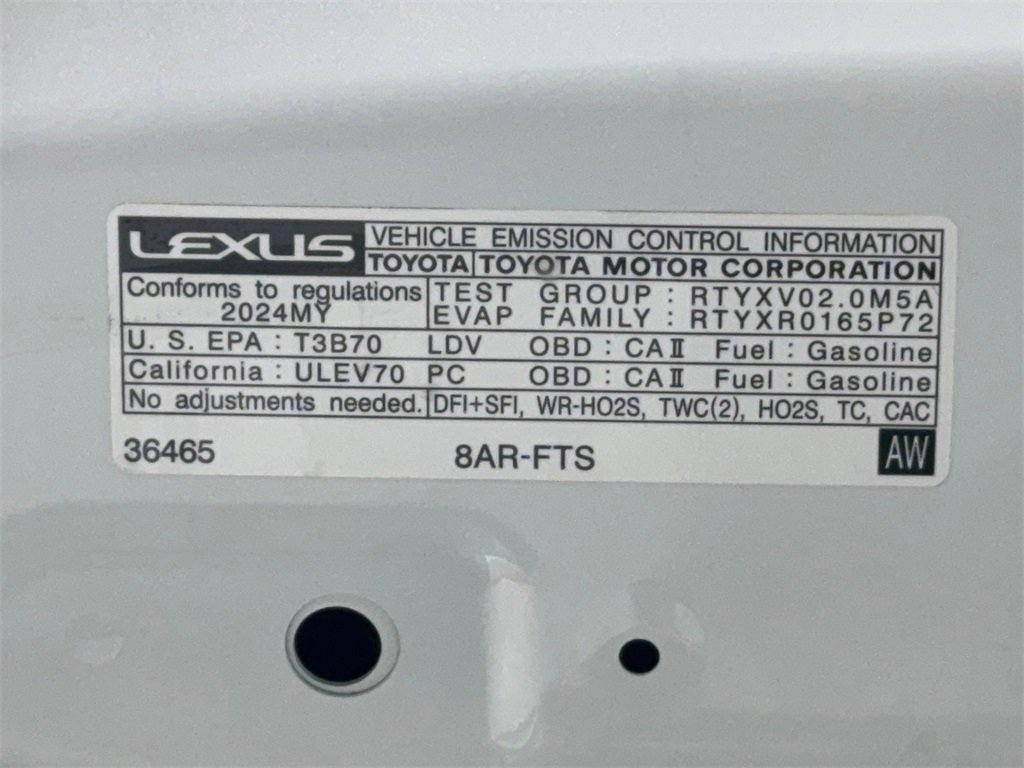 LEXUS VEHICLE EMISSION CONTROL INFORMATION
TOYOTA TOYOTA MOTOR CORPORATION
Conforms to regulations TEST GROUP : RTYXV02.0M5A
2024MY EVAP FAMILY : RTYXR0165P72
U. S. EPA : T3B70 LDV OBD : CAⅡ Fuel : Gasoline
California : ULEV70 PC OBD : CAⅡ Fuel : Gasoline
No adjustments needed. DFI+SFI, WR-HO2S, TWC(2), HO2S, TC, CAC
36465 8AR-FTS AW